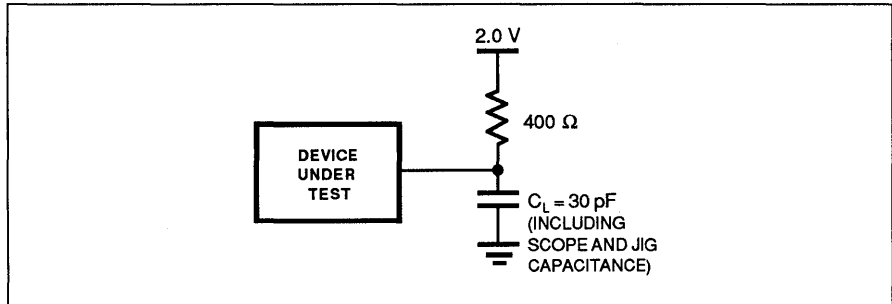 2.0 V
400 Ω
DEVICE
UNDER
TEST
C_L = 30 pF
(INCLUDING
SCOPE AND JIG
CAPACITANCE)